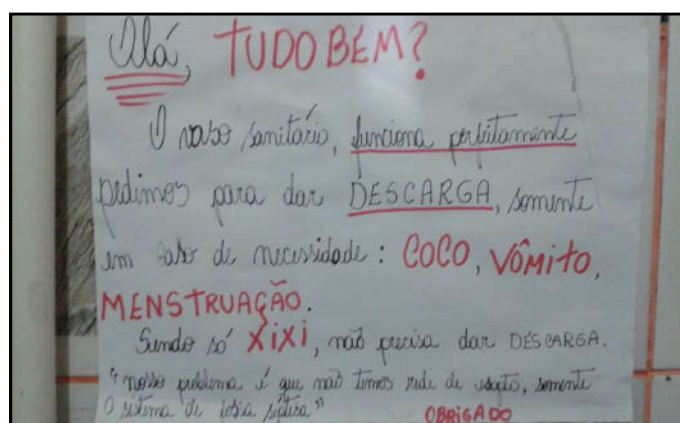 Olá, TUDO BEM?
O vaso sanitário, funciona perfeitamente
pedimos para dar DESCARGA, somente
em caso de necessidade: COCO, VÔMITO,
MENSTRUAÇÃO.
Sendo só XiXi, não precisa dar DESCARGA.
"nosso problema é que não temos rede de esgoto, somente
O sistema de fossa séptica"
OBRIGADO